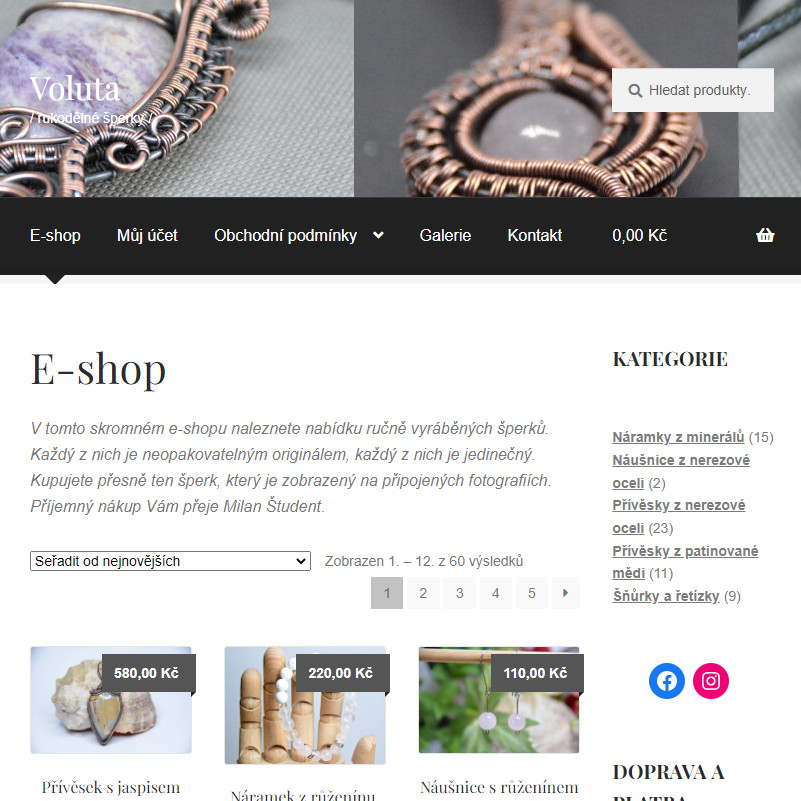 Voluta
/ rukodělné šperky /
Hledat produkty.
E-shop
Můj účet
Obchodní podmínky
Galerie
Kontakt
0,00 Kč
E-shop
V tomto skromném e-shopu naleznete nabídku ručně vyráběných šperků.
Každý z nich je neopakovatelným originálem, každý z nich je jedinečný.
Kupujete přesně ten šperk, který je zobrazený na připojených fotografiích.
Příjemný nákup Vám přeje Milan Študent.
Seřadit od nejnovějších
Zobrazen 1. – 12. z 60 výsledků
1 2 3 4 5
580,00 Kč
220,00 Kč
110,00 Kč
Přívěsek s jaspisem
Náramek z růženínu
Náušnice s růženínem
KATEGORIE
Náramky z minerálů (15)
Náušnice z nerezové
oceli (2)
Přívěsky z nerezové
oceli (23)
Přívěsky z patinované
mědi (11)
Šňůrky a řetízky (9)
DOPRAVA A
PLATBA